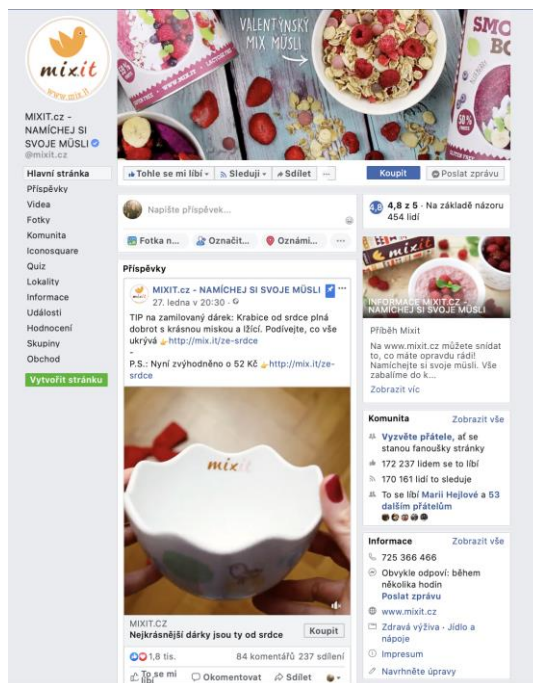 mixit
www.mix.it
VALENTÝNSKÝ
MIX MÜSLI
MIXIT.cz -
NAMÍCHEJ SI
SVOJE MÜSLI
@mixit.cz
Hlavní stránka
Příspěvky
Videa
Fotky
Komunita
Iconosquare
Quiz
Lokality
Informace
Události
Hodnocení
Skupiny
Obchod
Vytvořit stránku
Tohle se mi líbí
Sleduji
Sdílet
...
Koupit
Poslat zprávu
Napište příspěvek...
Fotka n...
Označit...
Oznámi...
...
Příspěvky
MIXIT.cz - NAMÍCHEJ SI SVOJE MÜSLI
27. ledna v 20:30 ·
TIP na zamilovaný dárek: Krabice od srdce plná
dobrot s krásnou miskou a lžící. Podívejte, co vše
ukrývá http://mix.it/ze-srdce
-
P.S.: Nyní zvýhodněno o 52 Kč http://mix.it/ze-
srdce
mixit
MIXIT.CZ
Nejkrásnější dárky jsou ty od srdce
Koupit
1,8 tis.
84 komentářů 237 sdílení
To se mi
líbí
Okomentovat
Sdílet
4,8
4,8 z 5 · Na základě názoru
454 lidí
INFORMACE MIXIT.CZ -
NAMÍCHEJ SI SVOJE MÜSLI
Příběh Mixit
Na www.mixit.cz můžete snídat
to, co máte opravdu rádi!
Namíchejte si svoje müsli. Vše
zabalíme do k...
Zobrazit víc
Komunita
Zobrazit vše
Vyzvěte přátele, ať se
stanou fanoušky stránky
172 237 lidem se to líbí
170 161 lidí to sleduje
To se líbí Marii Hejlové a 53
dalším přátelům
Informace
Zobrazit vše
725 366 466
Obvykle odpoví: během
několika hodin
Poslat zprávu
www.mixit.cz
Zdravá výživa · Jídlo a
nápoje
Impresum
Navrhněte úpravy